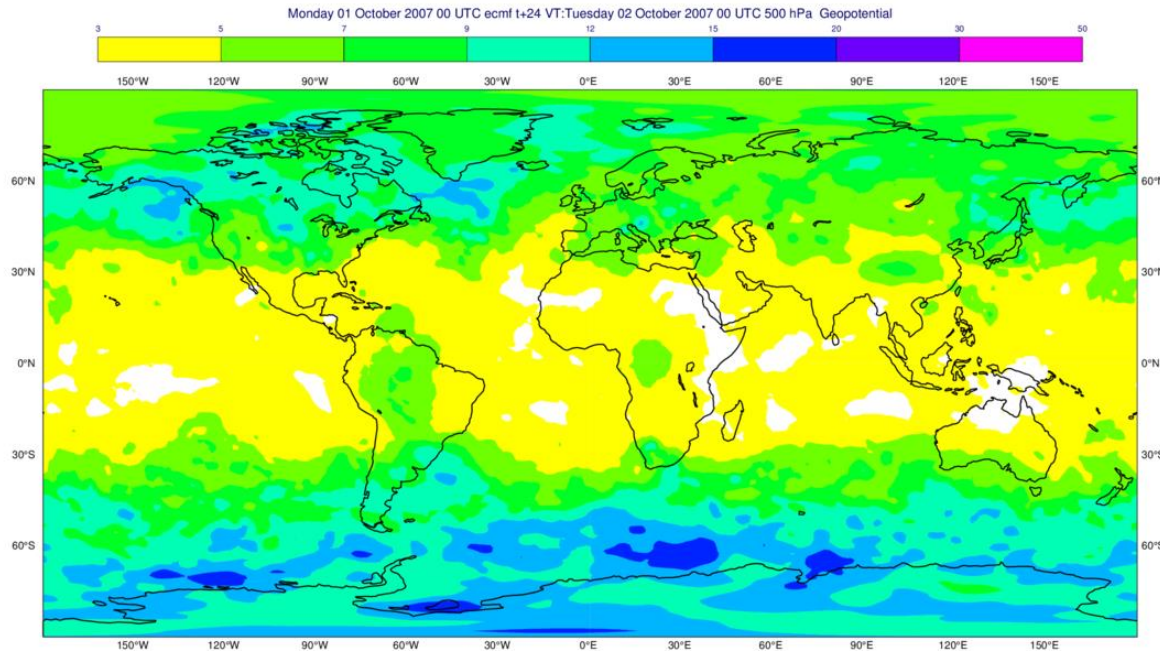 Monday 01 October 2007 00 UTC ecmf t+24 VT:Tuesday 02 October 2007 00 UTC 500 hPa Geopotential
3 5 7 9 12 15 20 30 50
150°W 120°W 90°W 60°W 30°W 0°E 30°E 60°E 90°E 120°E 150°E
60°N 60°N
30°N 30°N
0°N 0°N
30°S 30°S
60°S 60°S
150°W 120°W 90°W 60°W 30°W 0°E 30°E 60°E 90°E 120°E 150°E